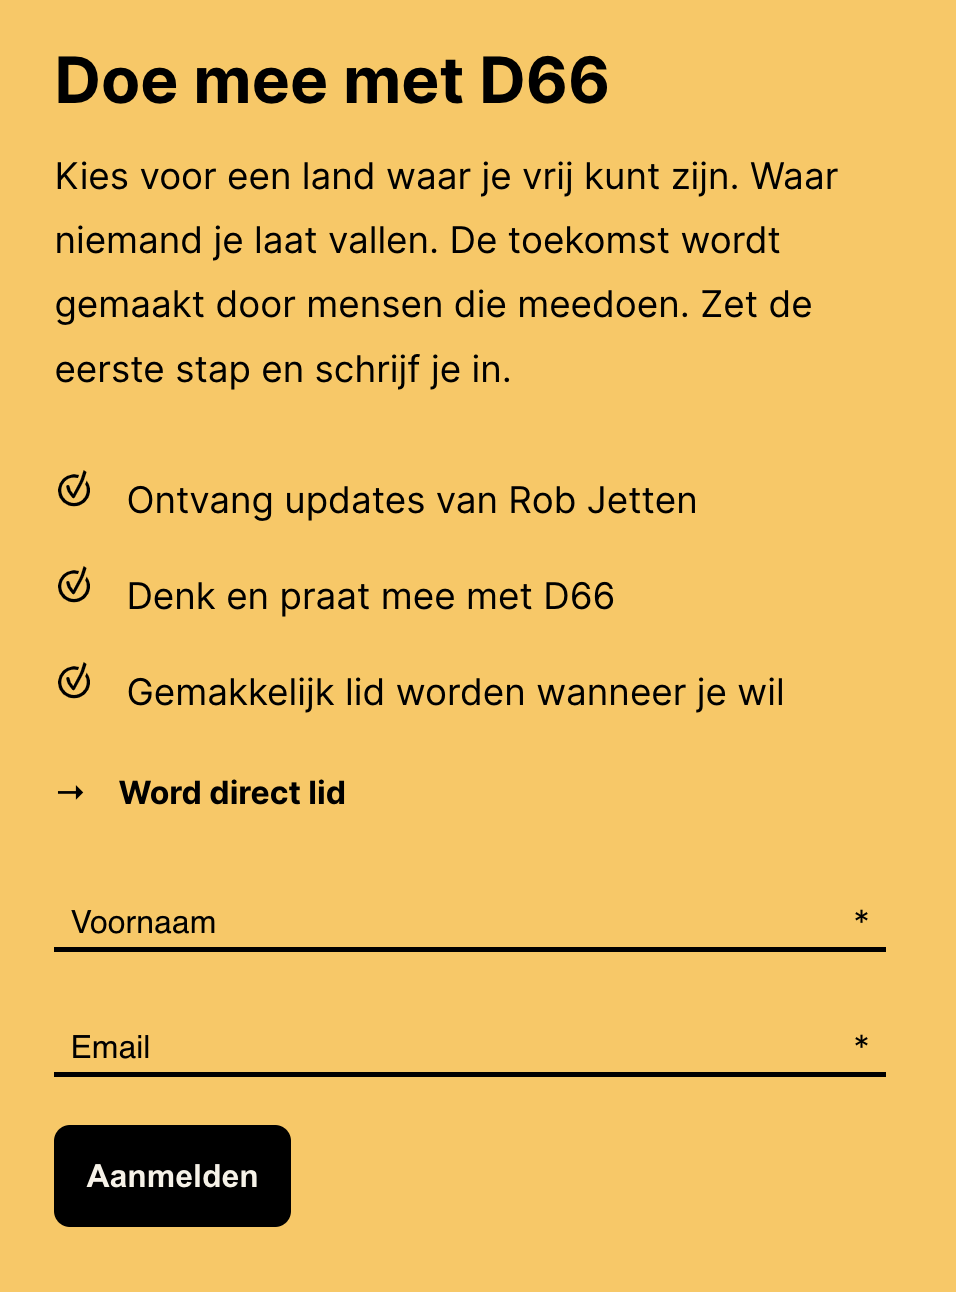 Doe mee met D66
Kies voor een land waar je vrij kunt zijn. Waar
niemand je laat vallen. De toekomst wordt
gemaakt door mensen die meedoen. Zet de
eerste stap en schrijf je in.
Ontvang updates van Rob Jetten
Denk en praat mee met D66
Gemakkelijk lid worden wanneer je wil
→ Word direct lid
Voornaam *
Email *
Aanmelden